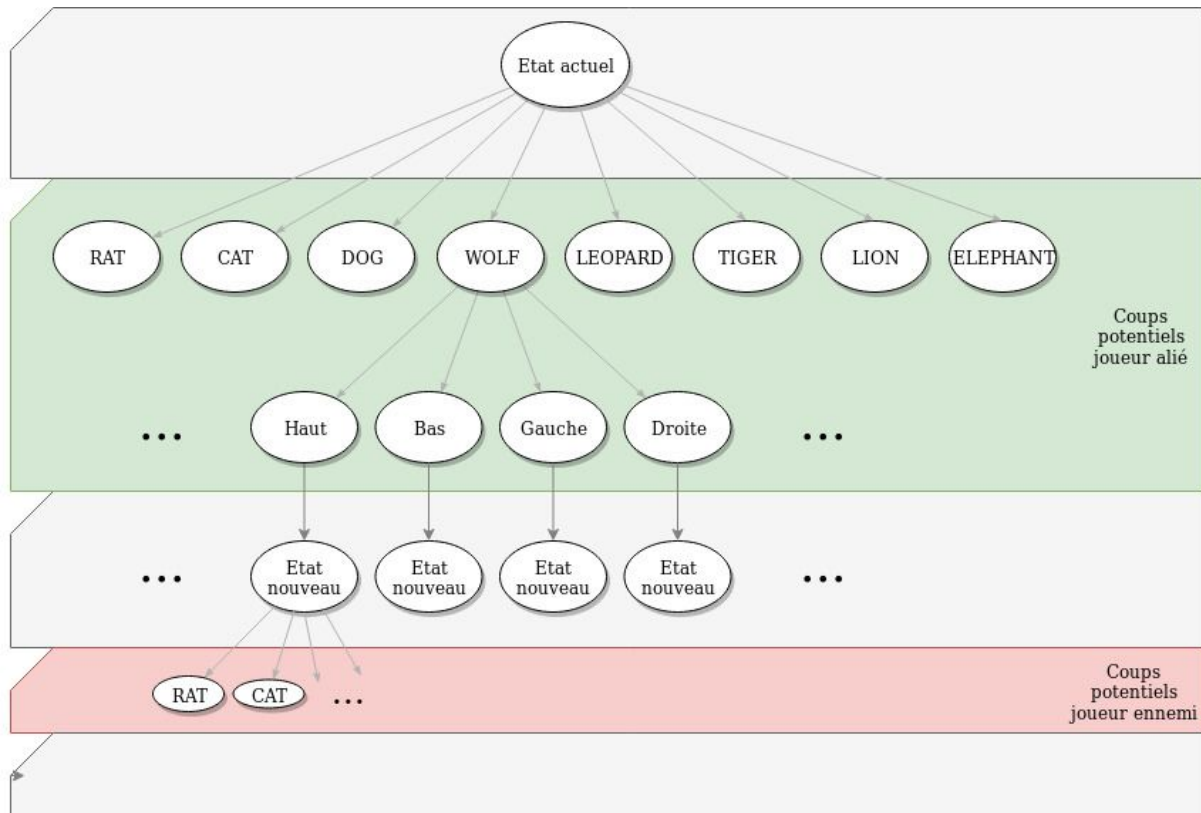 Etat actuel
RAT
CAT
DOG
WOLF
LEOPARD
TIGER
LION
ELEPHANT
Coups
potentiels
joueur alié
...
Haut
Bas
Gauche
Droite
...
...
Etat
nouveau
Etat
nouveau
Etat
nouveau
Etat
nouveau
...
RAT
CAT
...
Coups
potentiels
joueur ennemi